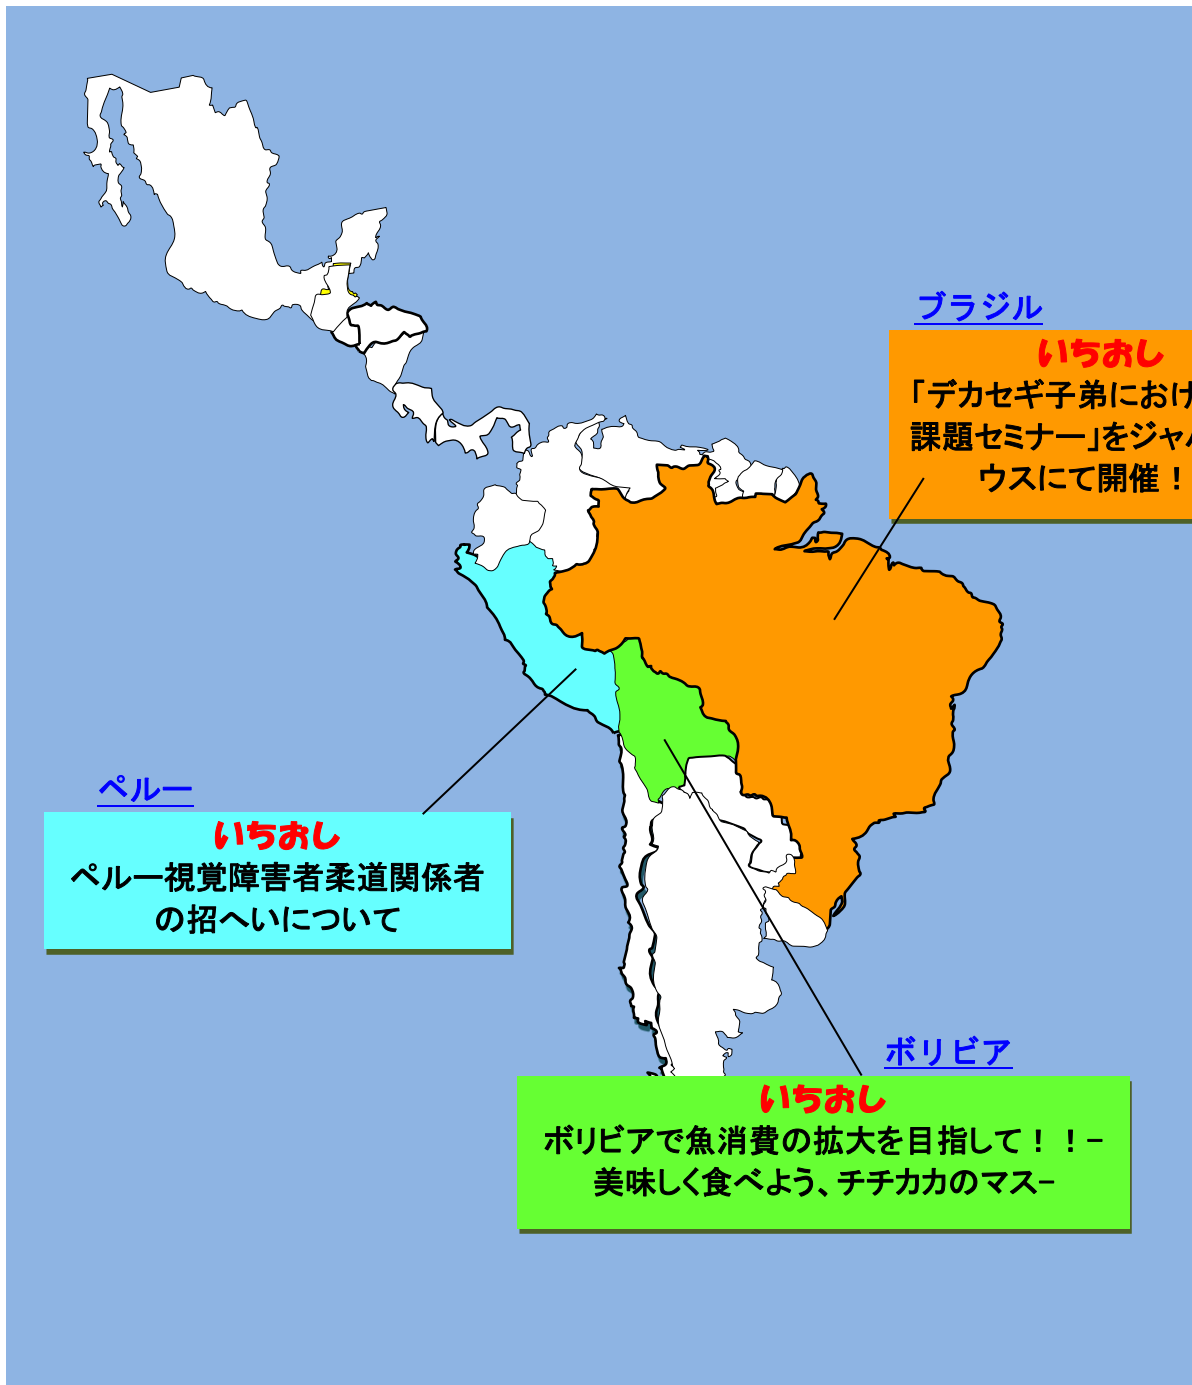 ブラジル
いちおし
「デカセギ子弟におけ
課題セミナー」をジャ
ウスにて開催！
ペルー
いちおし
ペルー視覚障害者柔道関係者
の招へいについて
ボリビア
いちおし
ボリビアで魚消費の拡大を目指して！！－
美味しく食べよう、チチカカのマス－